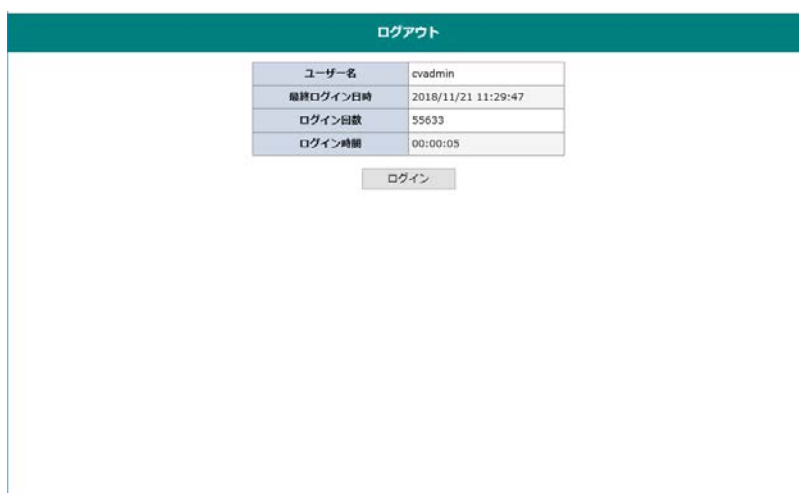 ログアウト
ユーザー名 cvadmin
最終ログイン日時 2018/11/21 11:29:47
ログイン回数 55633
ログイン時間 00:00:05
ログイン